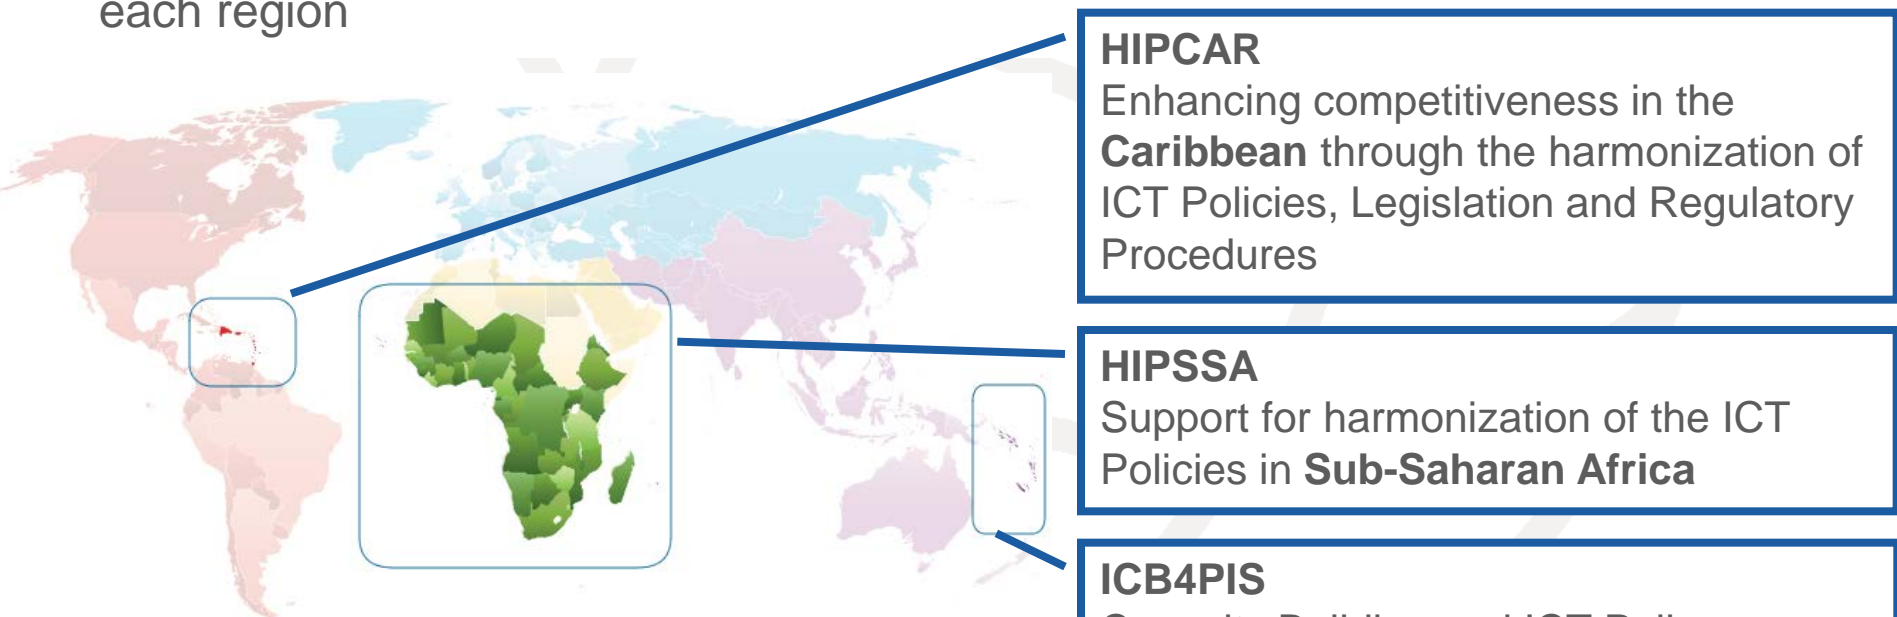 each region
HIPCAR
Enhancing competitiveness in the
Caribbean through the harmonization of
ICT Policies, Legislation and Regulatory
Procedures
HIPSSA
Support for harmonization of the ICT
Policies in Sub-Saharan Africa
ICB4PIS